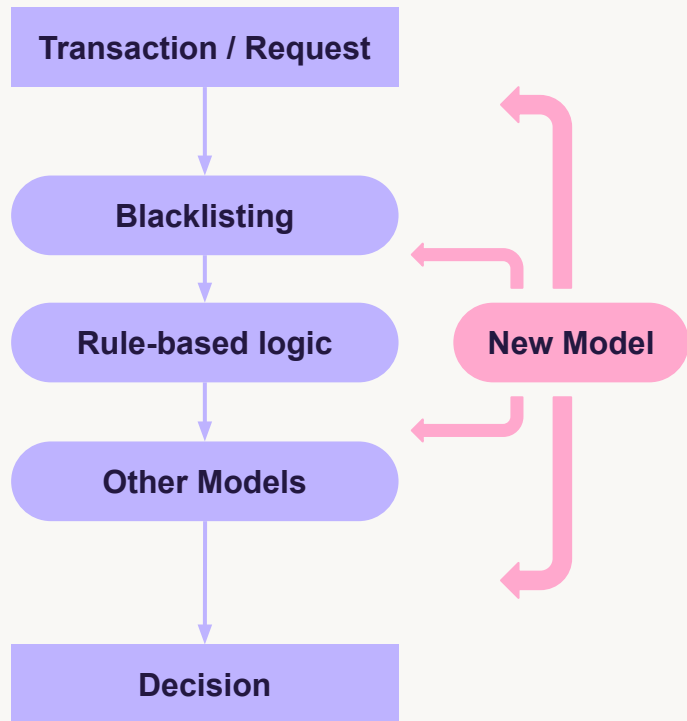 Transaction / Request
Blacklisting
Rule-based logic
New Model
Other Models
Decision